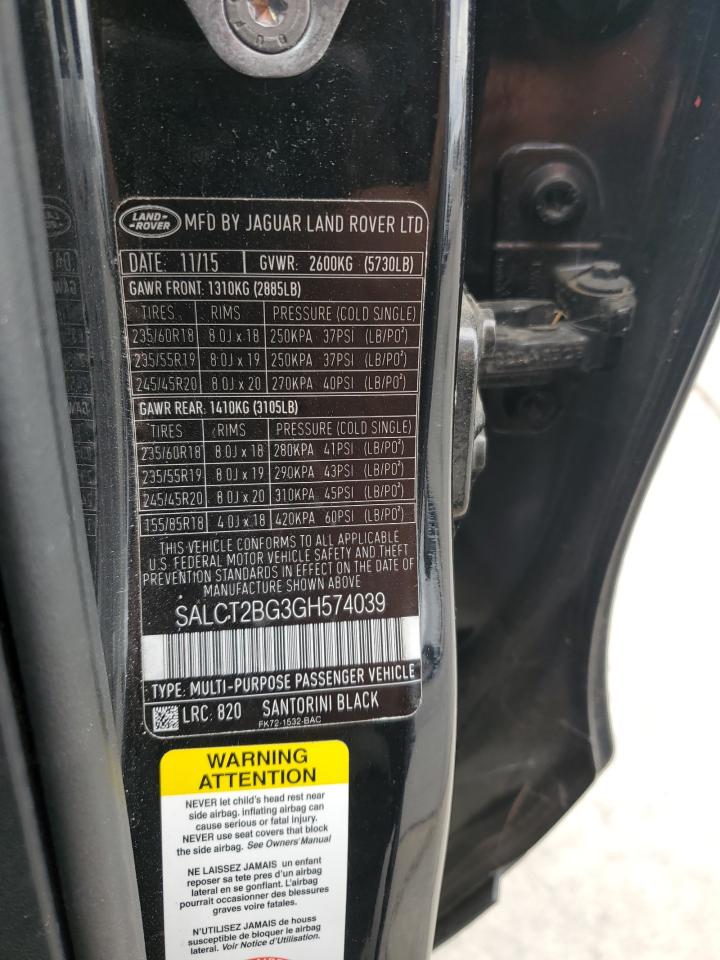 LAND-ROVER MFD BY JAGUAR LAND ROVER LTD
DATE: 11/15 GVWR: 2600KG (5730LB)
GAWR FRONT: 1310KG (2885LB)
TIRES RIMS PRESSURE (COLD SINGLE)
235/60R18 8.0J x 18 250KPA 37PSI (LB/PO²)
235/55R19 8.0J x 19 250KPA 37PSI (LB/PO²)
245/45R20 8.0J x 20 270KPA 40PSI (LB/PO²)
GAWR REAR: 1410KG (3105LB)
TIRES RIMS PRESSURE (COLD SINGLE)
235/60R18 8.0J x 18 280KPA 41PSI (LB/PO²)
235/55R19 8.0J x 19 290KPA 43PSI (LB/PO²)
245/45R20 8.0J x 20 310KPA 45PSI (LB/PO²)
155/85R18 4.0J x 18 420KPA 60PSI (LB/PO²)
THIS VEHICLE CONFORMS TO ALL APPLICABLE
U.S. FEDERAL MOTOR VEHICLE SAFETY AND THEFT
PREVENTION STANDARDS IN EFFECT ON THE DATE OF
MANUFACTURE SHOWN ABOVE
SALCT2BG3GH574039
TYPE: MULTI-PURPOSE PASSENGER VEHICLE
LRC: 820 SANTORINI BLACK
FK72-1532-BAC
WARNING
ATTENTION
NEVER let child's head rest near
side airbag, inflating airbag can
cause serious or fatal injury.
NEVER use seat covers that block
the side airbag. See Owners' Manual
NE LAISSEZ JAMAIS un enfant
reposer sa tete pres d'un airbag
lateral en se gonflant. L'airbag
pourrait occasionner des blessures
graves voire fatales.
N'UTILISEZ JAMAIS de houss
susceptible de bloquer le airbag
lateral. Voir Notice d'Utilisation.